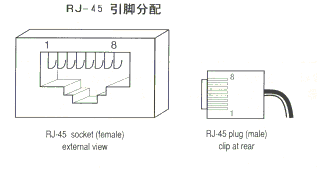 RJ-45 引脚分配
1 8
8
1
RJ-45 socket (female)
external view
RJ-45 plug (male)
clip at rear